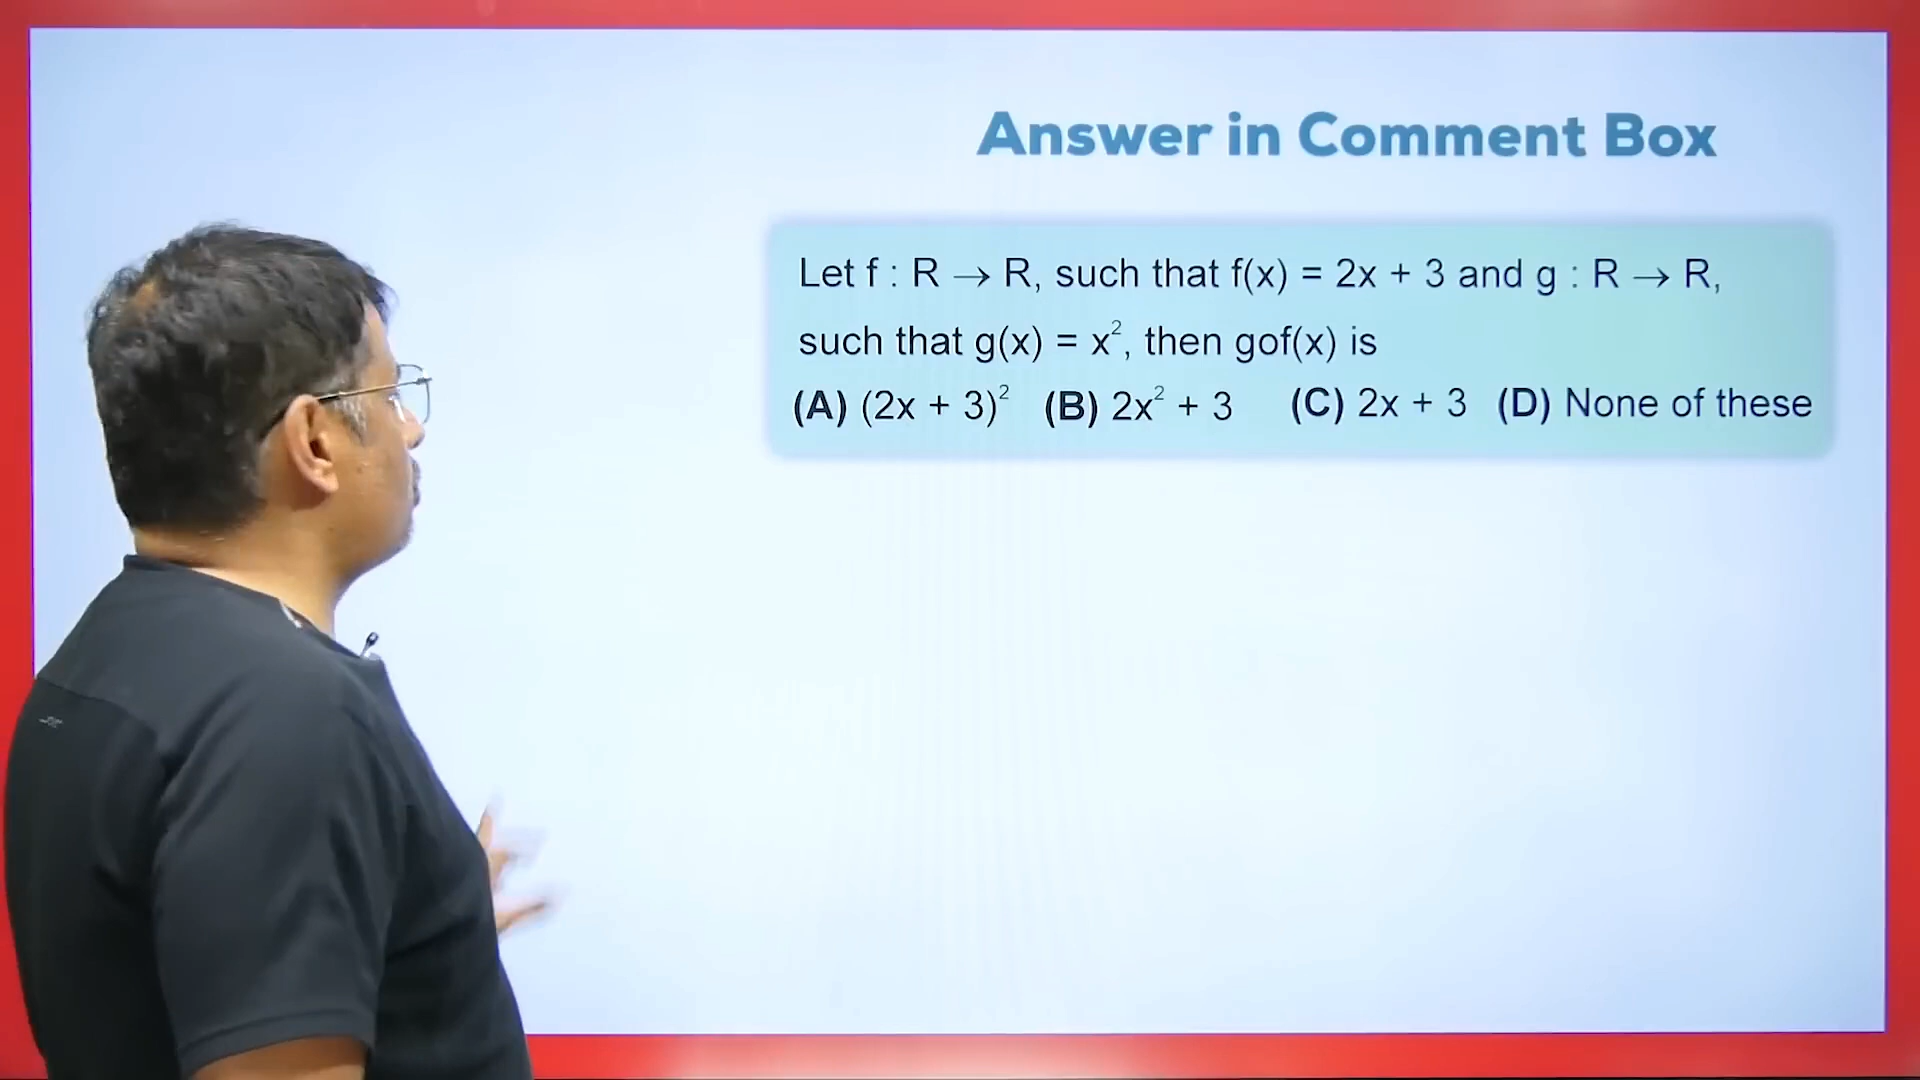 Answer in Comment Box
Let f : R → R, such that f(x) = 2x + 3 and g : R → R,
such that g(x) = x², then gof(x) is
(A) (2x + 3)² (B) 2x² + 3 (C) 2x + 3 (D) None of these